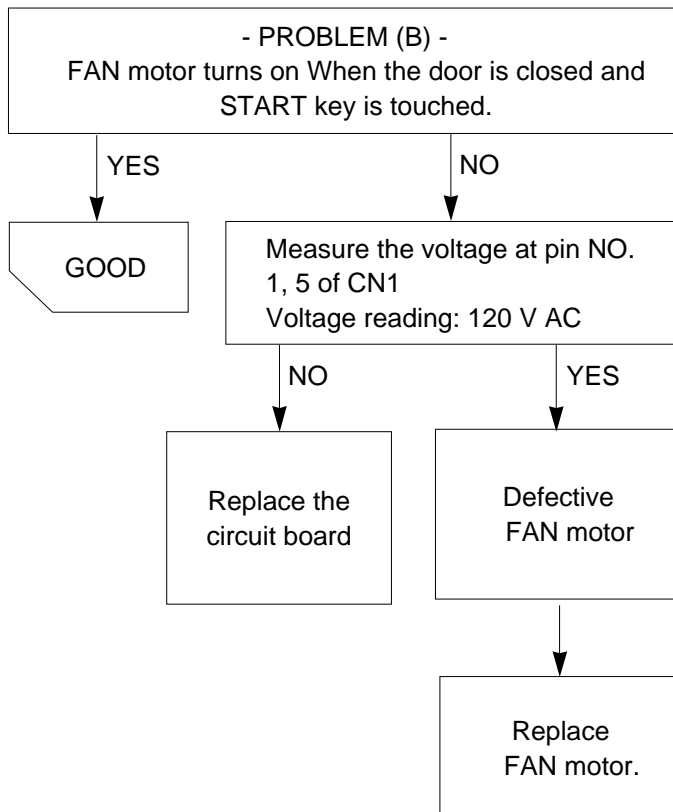 - PROBLEM (B) -
FAN motor turns on When the door is closed and
START key is touched.
YES
NO
GOOD
Measure the voltage at pin NO.
1, 5 of CN1
Voltage reading: 120 V AC
NO
YES
Replace the
circuit board
Defective
FAN motor
Replace
FAN motor.